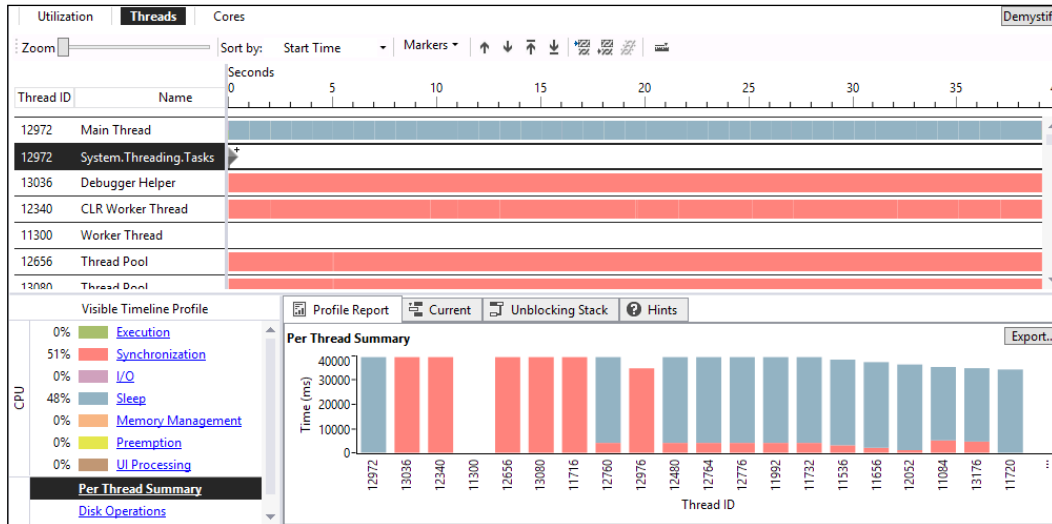 Utilization Threads Cores Demystif
Zoom Sort by: Start Time Markers
Seconds
Thread ID Name 0 5 10 15 20 25 30 35
12972 Main Thread
12972 System.Threading.Tasks
13036 Debugger Helper
12340 CLR Worker Thread
11300 Worker Thread
12656 Thread Pool
13080 Thread Pool
Visible Timeline Profile
CPU
0% Execution
51% Synchronization
0% I/O
48% Sleep
0% Memory Management
0% Preemption
0% UI Processing
Per Thread Summary
Disk Operations
Profile Report Current Unblocking Stack Hints
Per Thread Summary Export...
Time (ms)
40000
30000
20000
10000
0
12972 13036 12340 11300 12656 13080 11716 12760 12976 12480 12764 12776 11992 11732 11536 11656 12052 11084 13176 11720
Thread ID